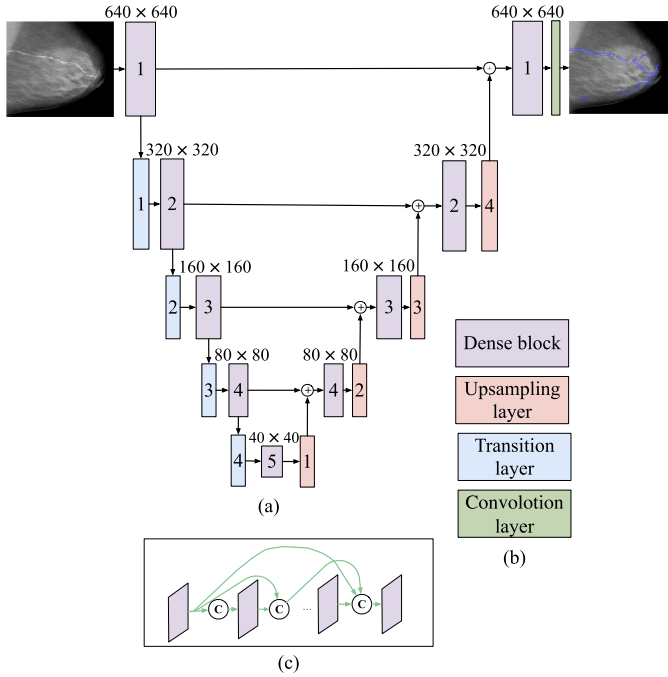 640 × 640
640 × 640
1
1
320 × 320
320 × 320
1
2
2
4
160 × 160
160 × 160
2
3
3
3
80 × 80
80 × 80
3
4
4
2
40 × 40
4
5
1
(a)
Dense block
Upsampling
layer
Transition
layer
Convolotion
layer
(b)
C
C
...
C
(c)